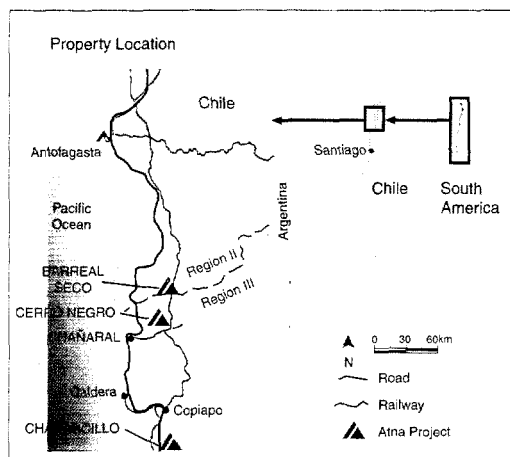 Property Location
Chile
Antofagasta
Santiago
Chile
South
America
Pacific
Ocean
Argentina
BARREAL
SECO
Region II
Region III
CERRO NEGRO
CHAÑARAL
Caldera
Copiapo
N
0 30 60km
Road
Railway
Atna Project